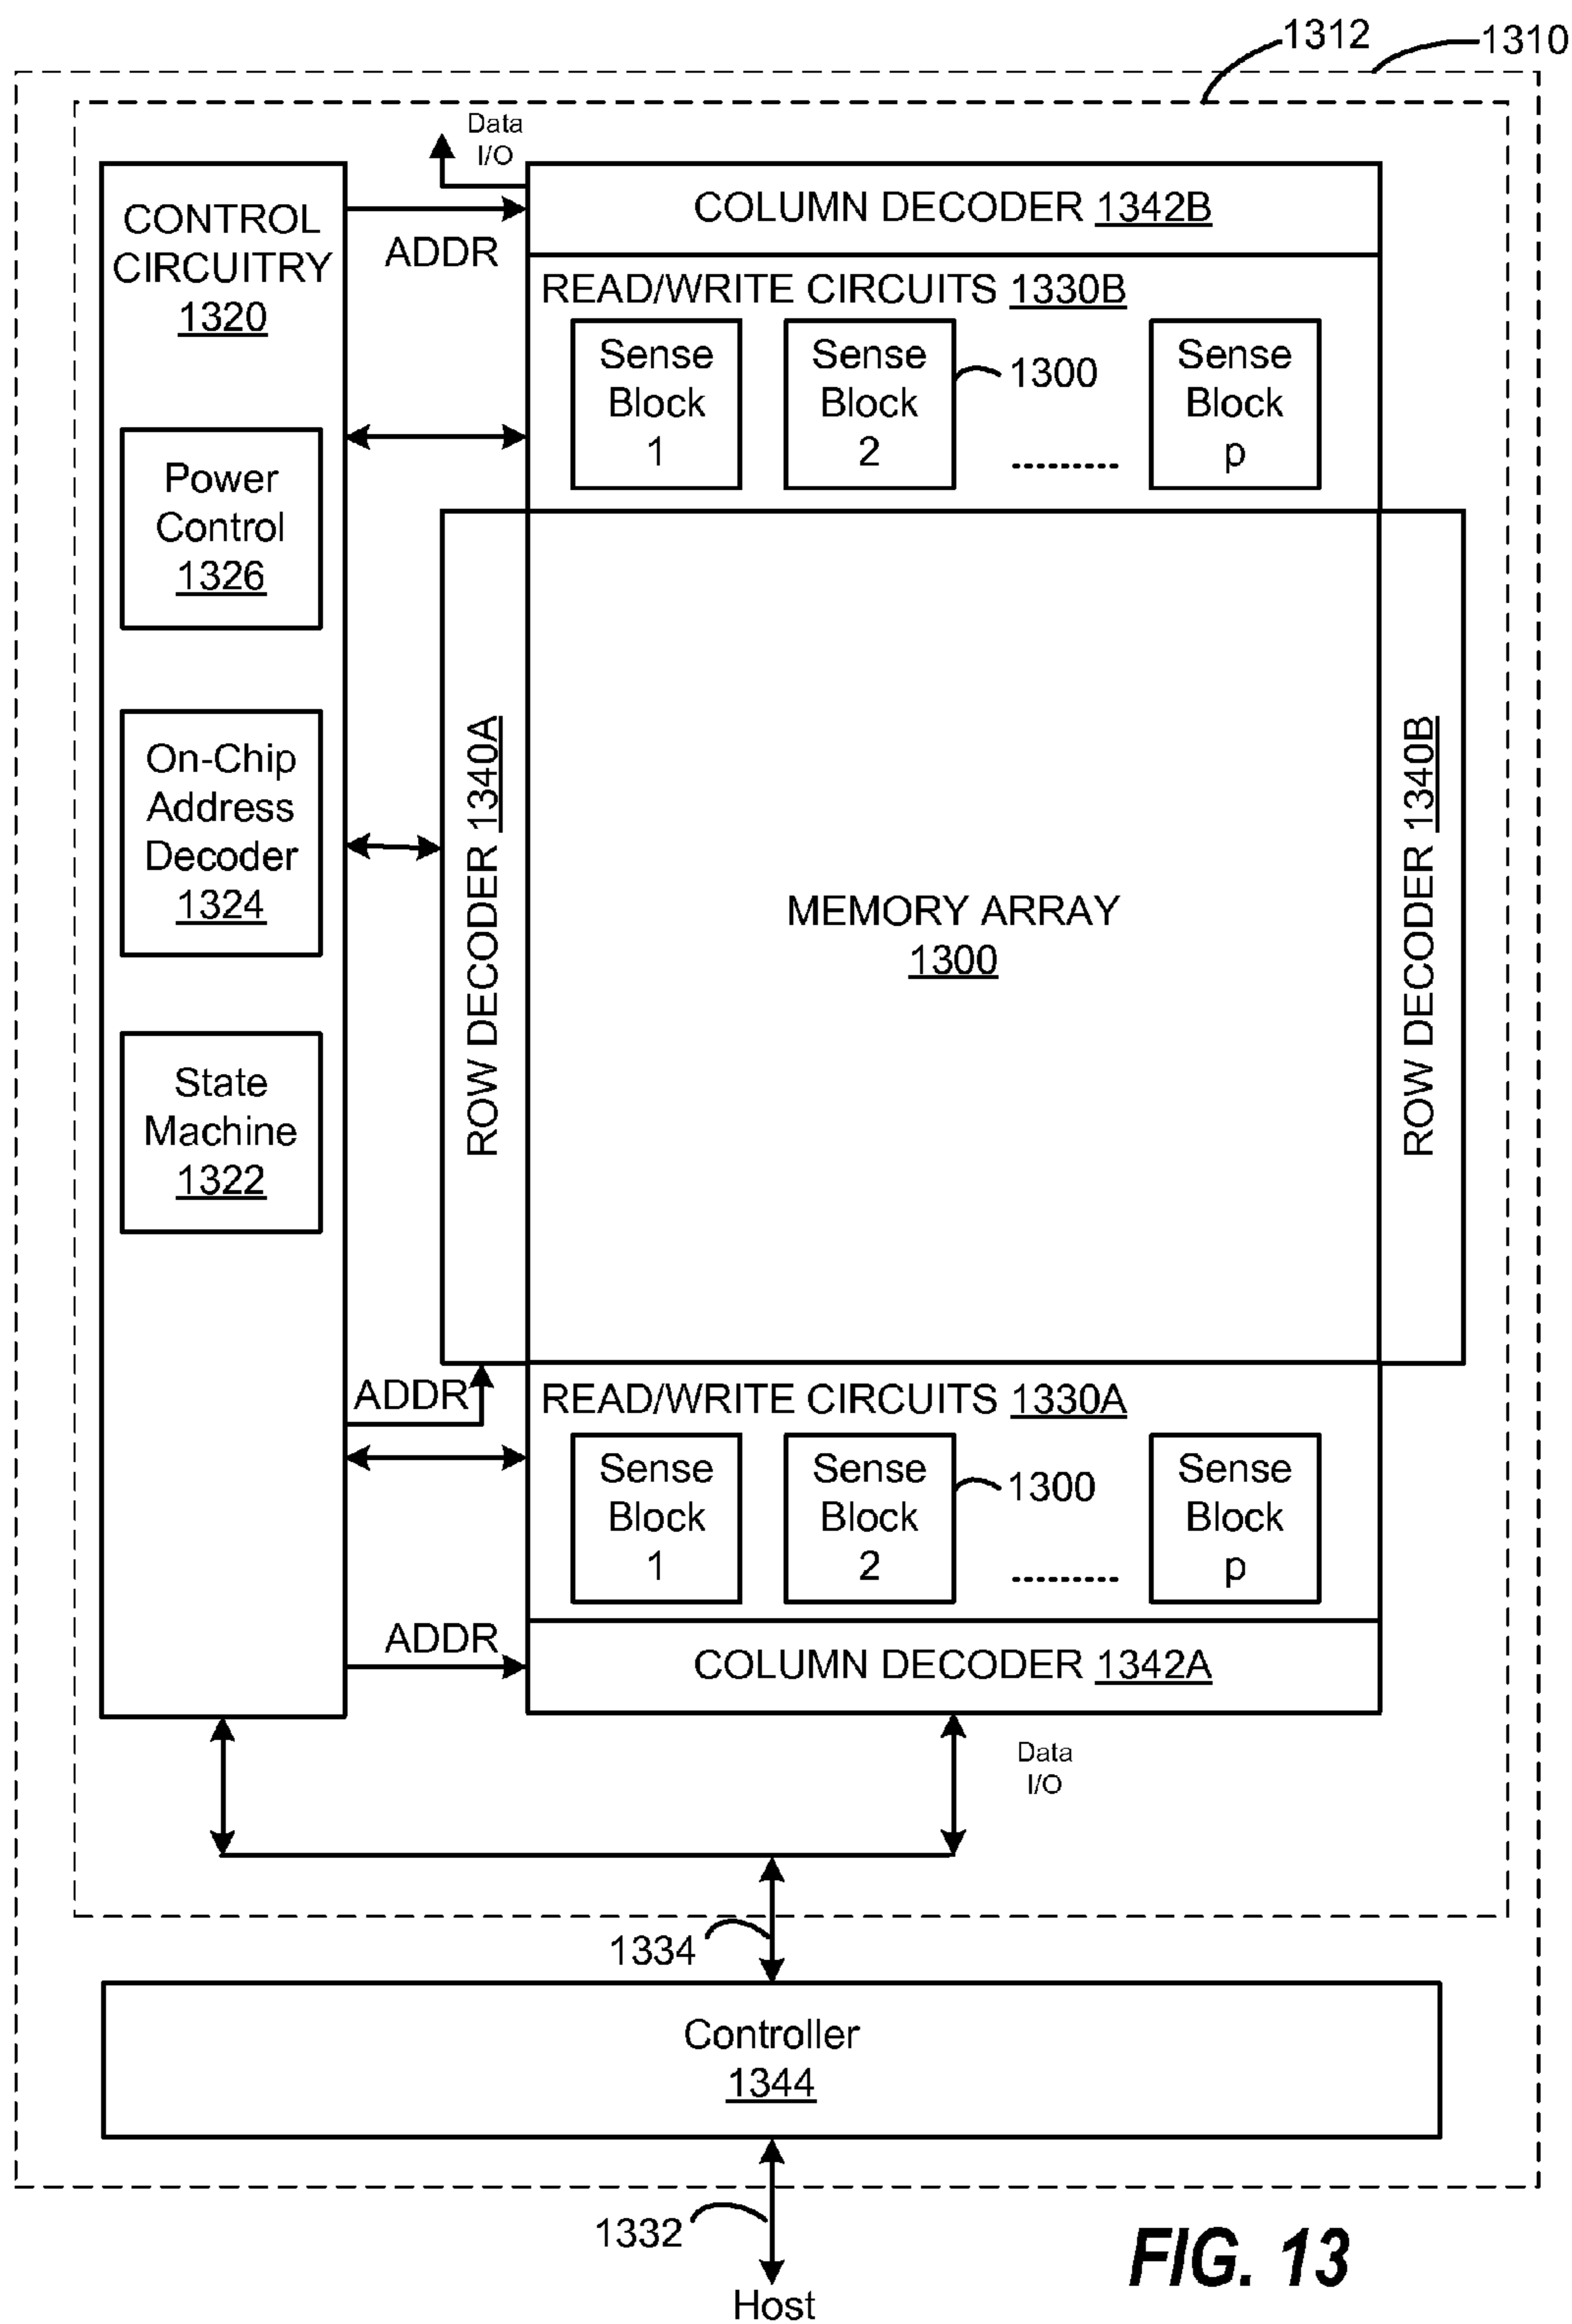 1312
1310
Data
I/O
CONTROL
CIRCUITRY
1320
ADDR
COLUMN DECODER 1342B
READ/WRITE CIRCUITS 1330B
Sense
Block
1
Sense
Block
2
1300
.........
Sense
Block
p
Power
Control
1326
On-Chip
Address
Decoder
1324
State
Machine
1322
ROW DECODER 1340A
MEMORY ARRAY
1300
ROW DECODER 1340B
ADDR
READ/WRITE CIRCUITS 1330A
Sense
Block
1
Sense
Block
2
1300
.........
Sense
Block
p
ADDR
COLUMN DECODER 1342A
Data
I/O
1334
Controller
1344
1332
Host
FIG. 13